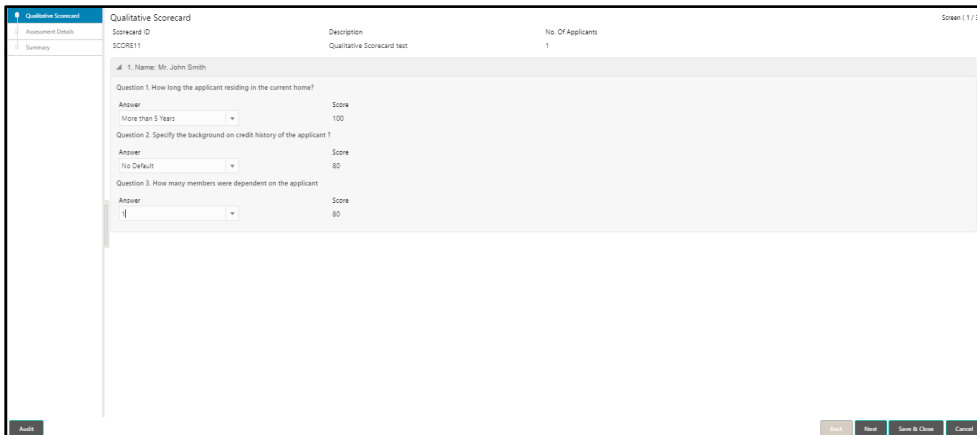 Qualitative Scorecard
Assessment Details
Summary
Qualitative Scorecard
Screen ( 1 / 3
Scorecard ID Description No. Of Applicants
SCORE11 Qualitative Scorecard test 1
1. Name: Mr. John Smith
Question 1. How long the applicant residing in the current home?
Answer Score
More than 5 Years 100
Question 2. Specify the background on credit history of the applicant ?
Answer Score
No Default 80
Question 3. How many members were dependent on the applicant
Answer Score
1 80
Audit Back Next Save & Close Cancel